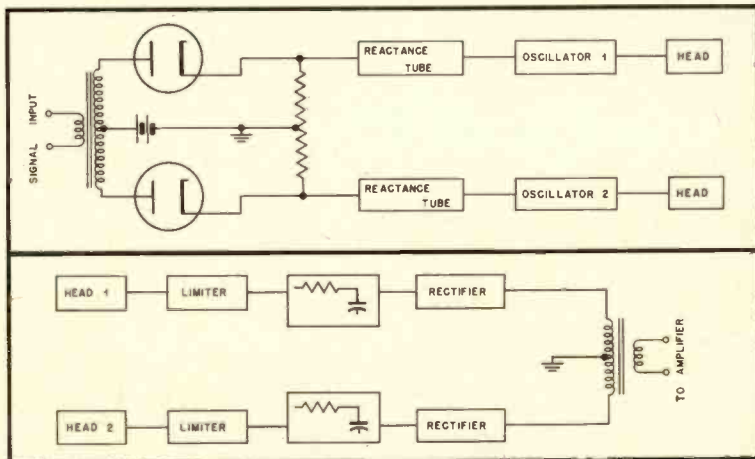 SIGNAL INPUT
REACTANCE
TUBE
OSCILLATOR 1
HEAD
REACTANCE
TUBE
OSCILLATOR 2
HEAD
HEAD 1
LIMITER
RECTIFIER
TO AMPLIFIER
HEAD 2
LIMITER
RECTIFIER